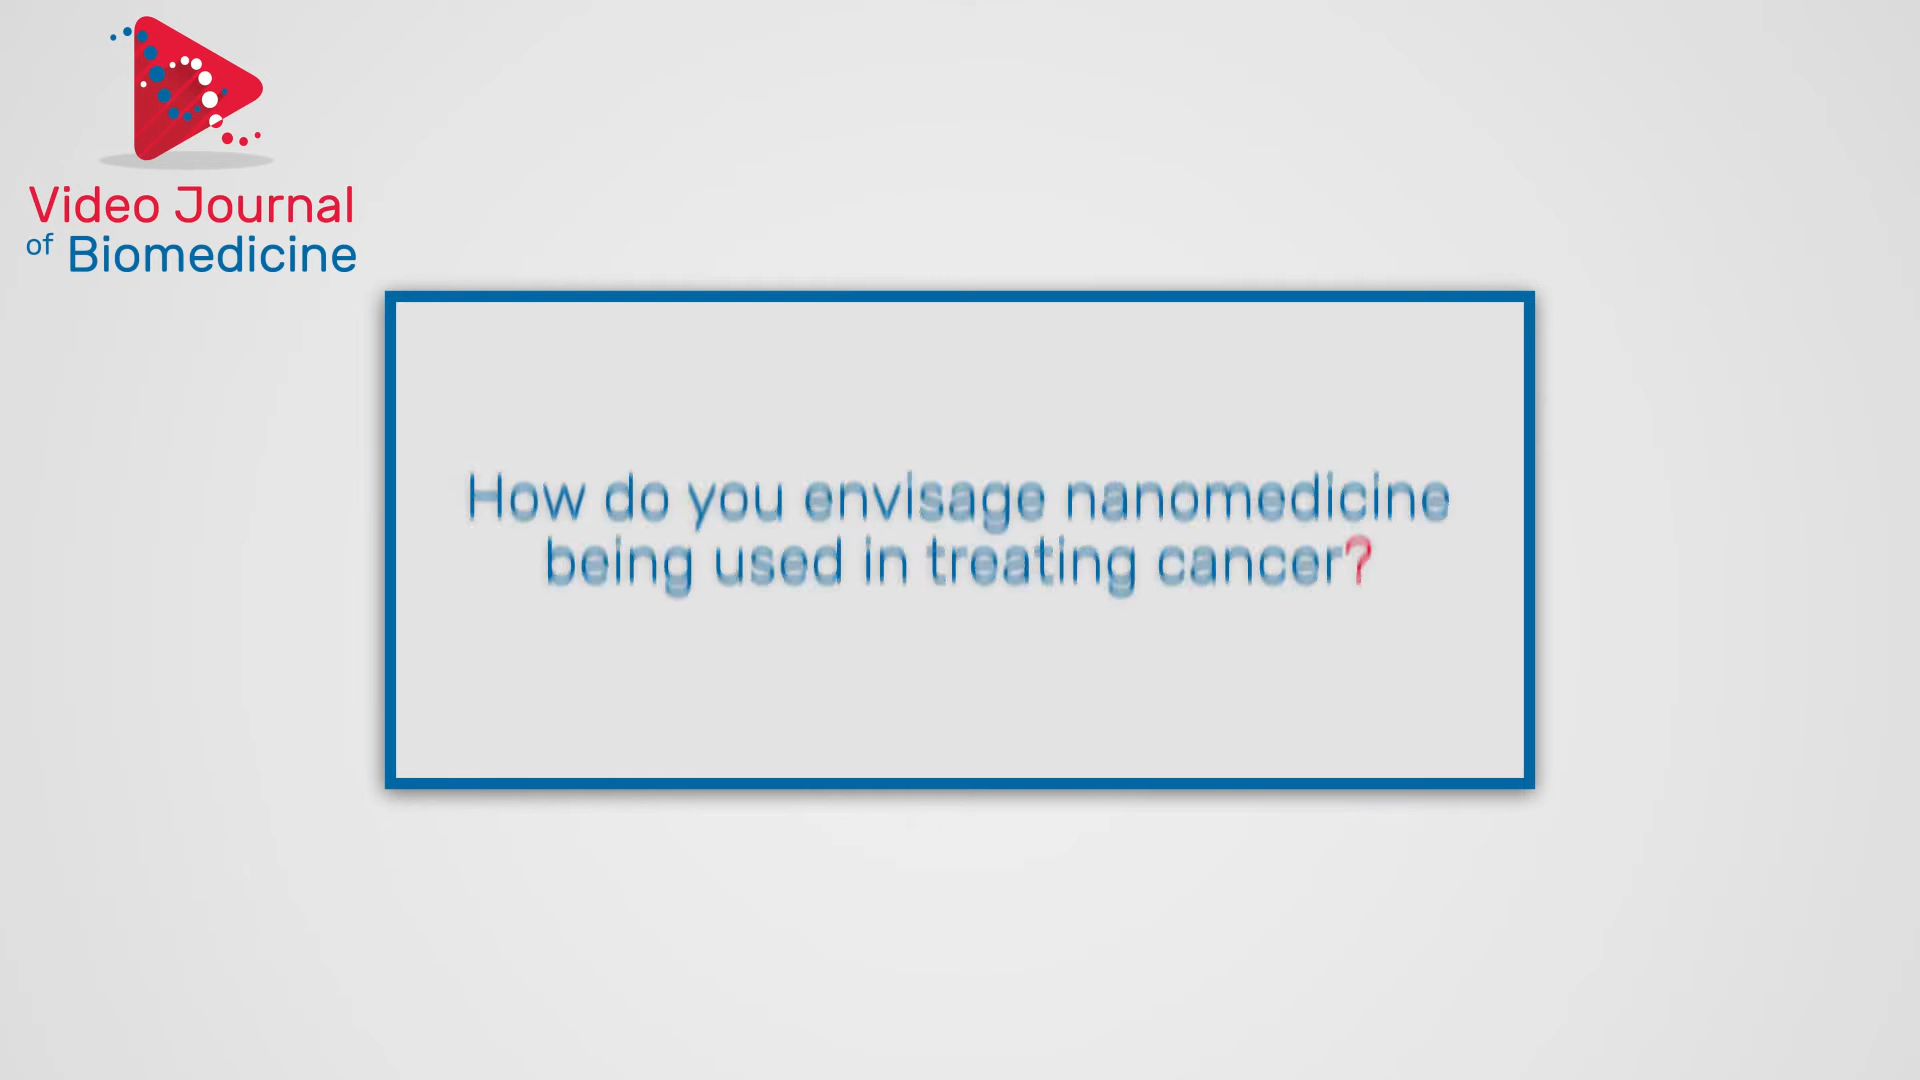 Video Journal
of Biomedicine
How do you envisage nanomedicine
being used in treating cancer?